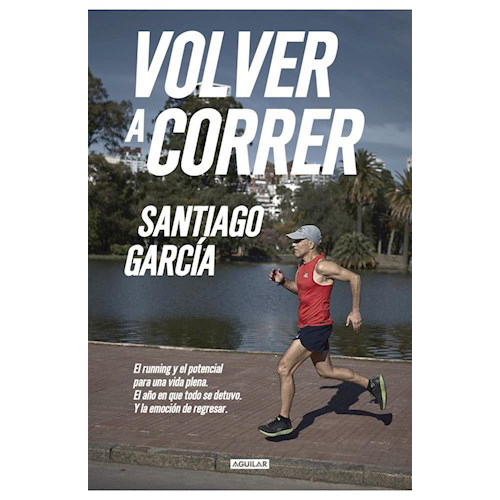 VOLVER
A CORRER
SANTIAGO
GARCÍA
El running y el potencial
para una vida plena.
El año en que todo se detuvo.
Y la emoción de regresar.
AGUILAR